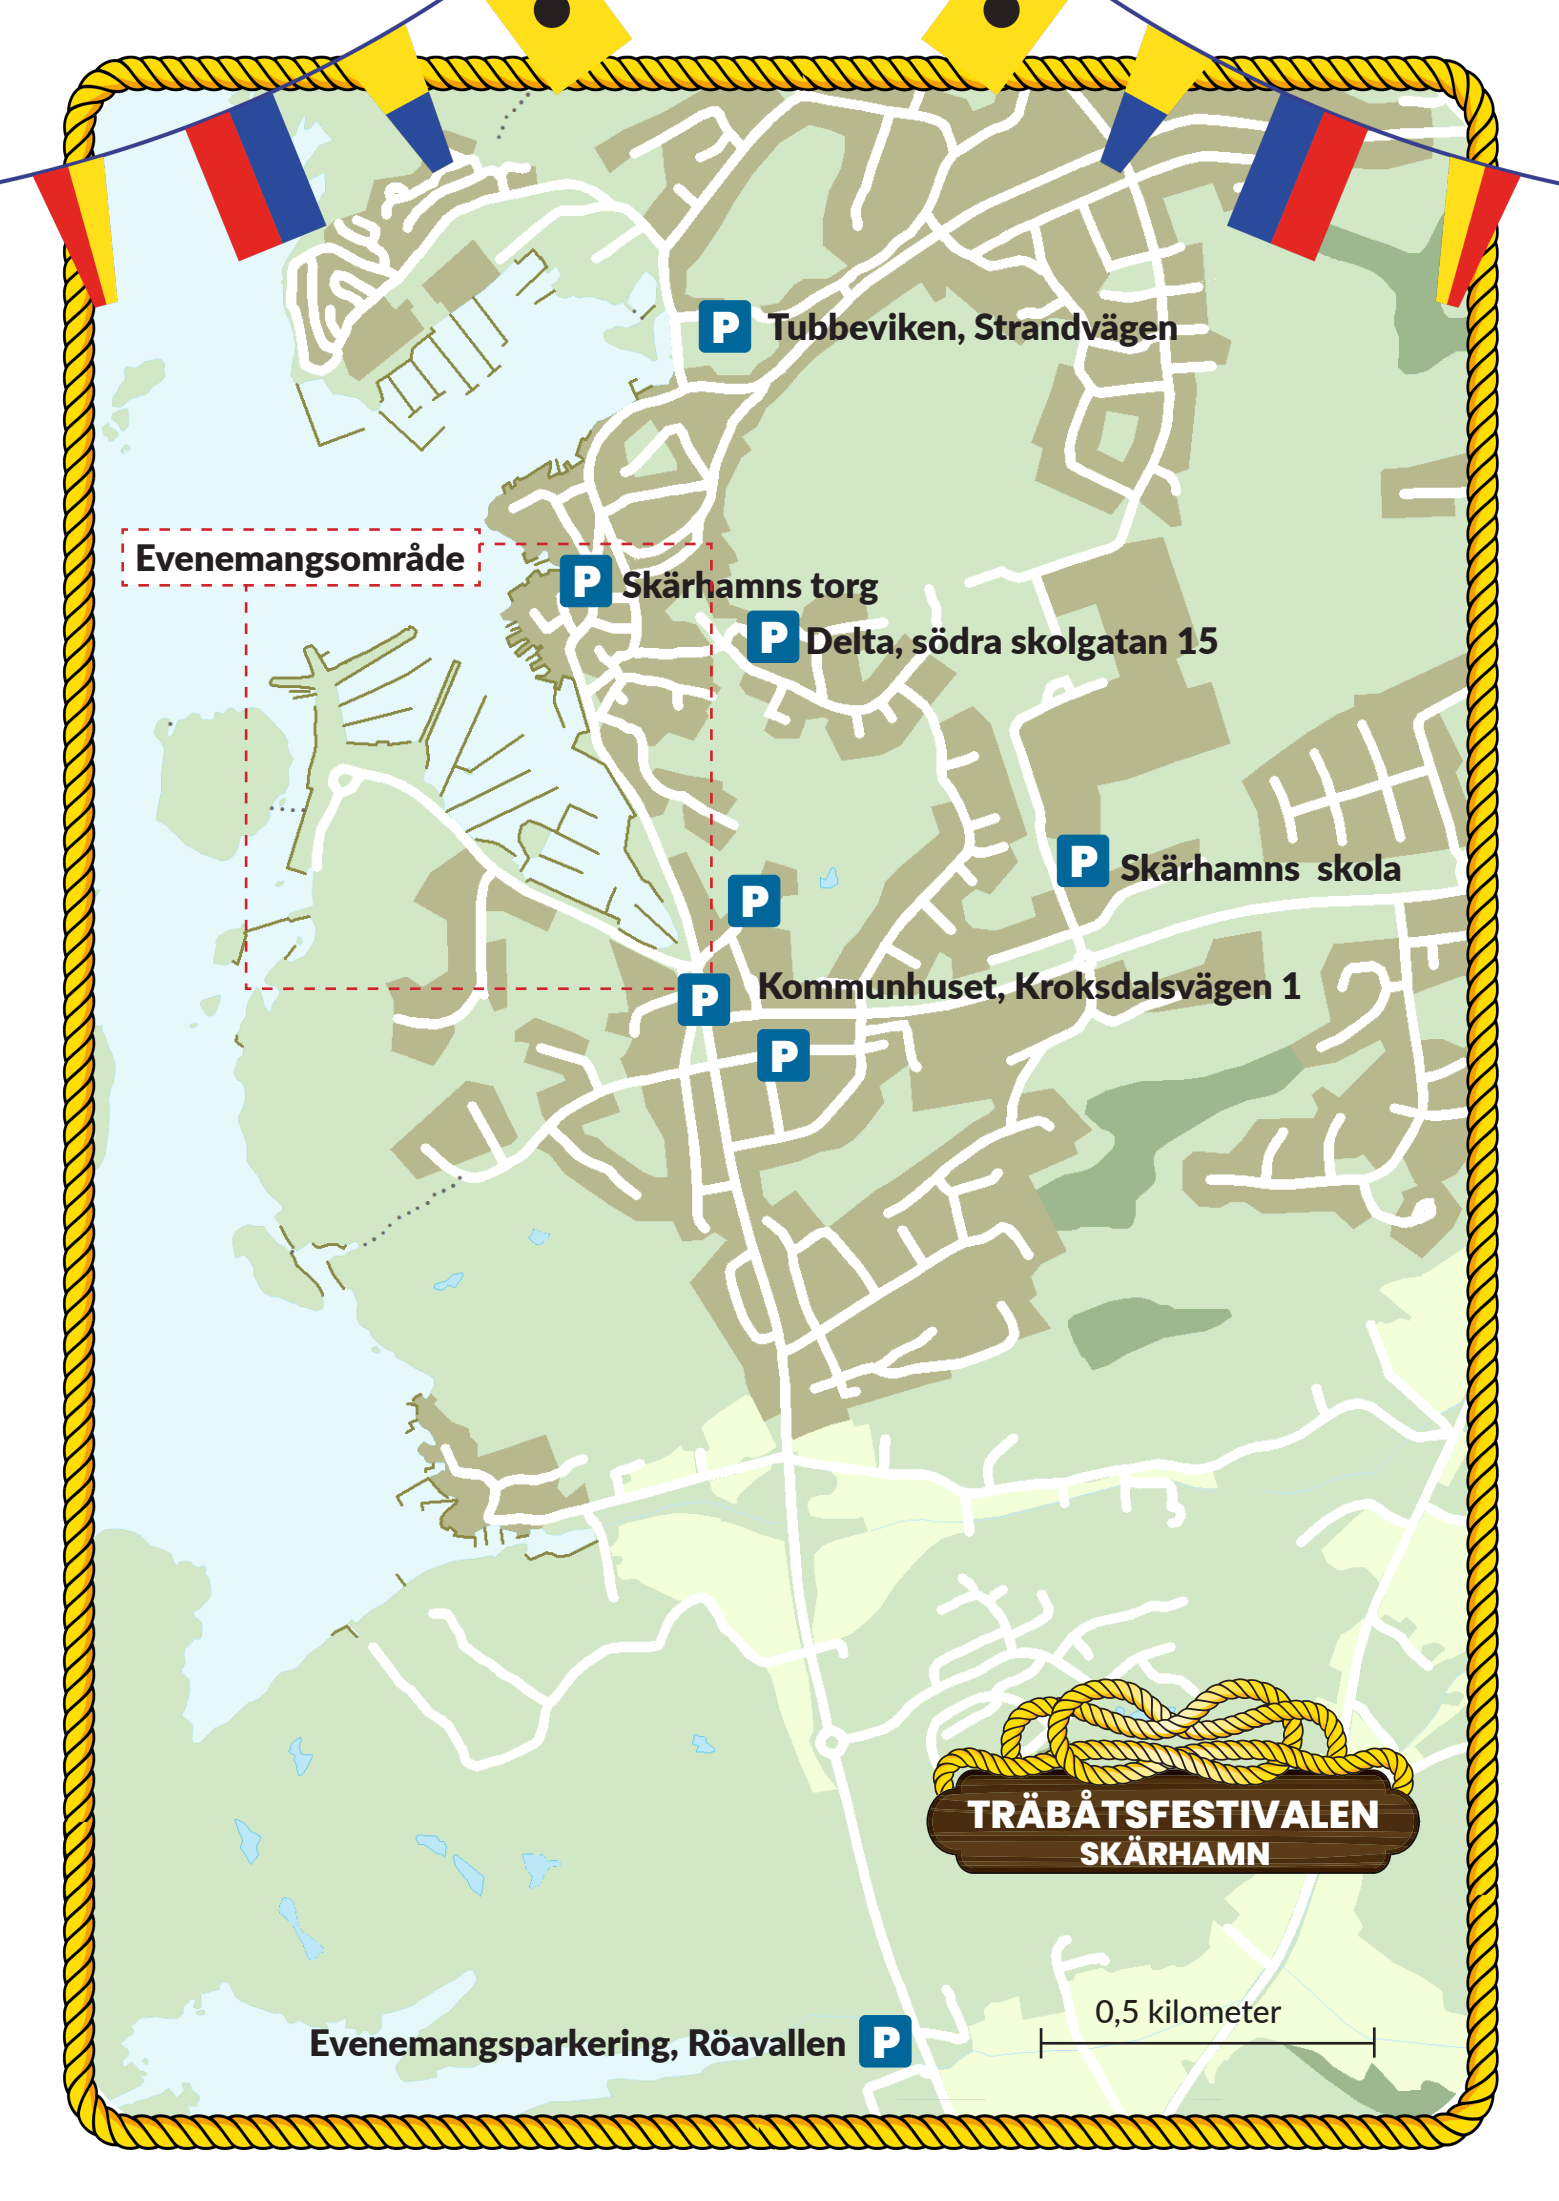 P Tubbeviken, Strandvägen
Evenemangsområde
P Skärhamns torg
P Delta, södra skolgatan 15
P Skärhamns skola
P
P Kommunhuset, Kroksdalsvägen 1
P
TRÄBÅTSFESTIVALEN
SKÄRHAMN
0,5 kilometer
Evenemangsparkering, Röavallen P